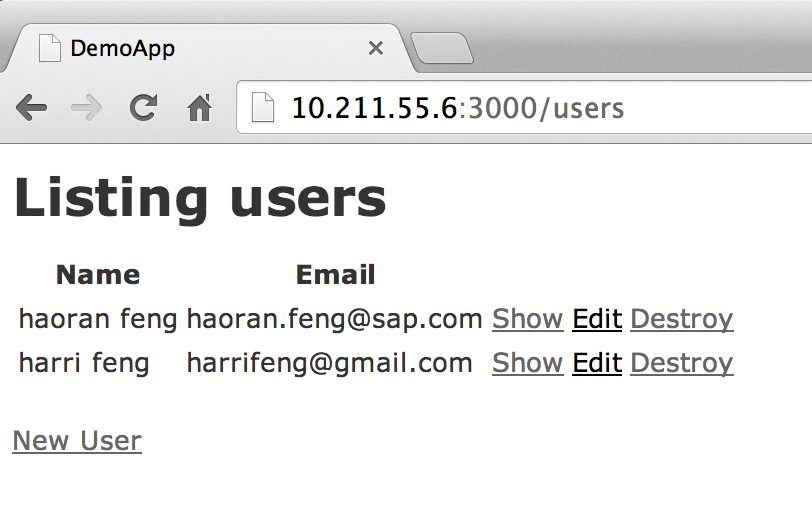 DemoApp
10.211.55.6:3000/users
Listing users
Name Email
haoran feng haoran.feng@sap.com Show Edit Destroy
harri feng harrifeng@gmail.com Show Edit Destroy
New User